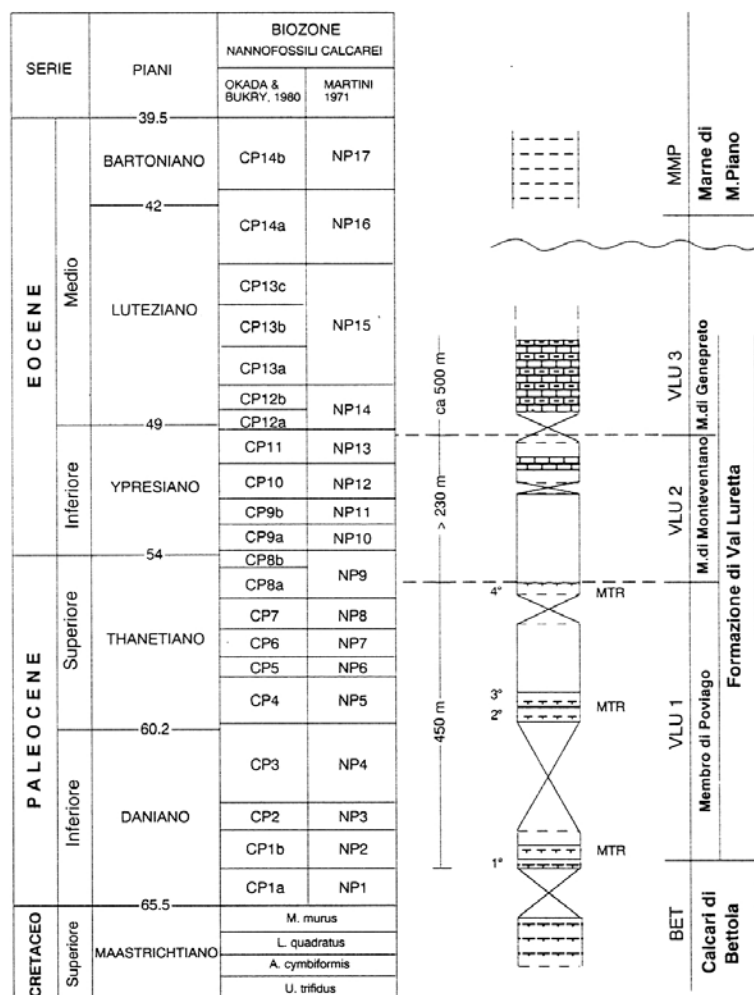 SERIE
PIANI
BIOZONE
NANNOFOSSILI CALCAREI
OKADA &
BUKRY, 1980
MARTINI
1971
39.5
BARTONIANO
CP14b
NP17
42
CP14a
NP16
LUTEZIANO
CP13c
CP13b
NP15
CP13a
CP12b
NP14
49
CP12a
CP11
NP13
YPRESIANO
CP10
NP12
CP9b
NP11
CP9a
NP10
54
CP8b
CP8a
NP9
THANETIANO
CP7
NP8
CP6
NP7
CP5
NP6
CP4
NP5
60.2
CP3
NP4
DANIANO
CP2
NP3
CP1b
NP2
CP1a
NP1
65.5
MAASTRICHTIANO
M. murus
L. quadratus
A. cymbiformis
U. trifidus
EOCENE
Medio
Inferiore
PALEOCENE
Superiore
Inferiore
CRETACEO
Superiore
ca 500 m
> 230 m
450 m
4°
MTR
3°
2°
MTR
MTR
1°
MMP
Marne di
M.Piano
VLU 3
M.di Genepreto
VLU 2
M.di Monteventano
VLU 1
Membro di Poviago
Formazione di Val Luretta
BET
Calcari di
Bettola